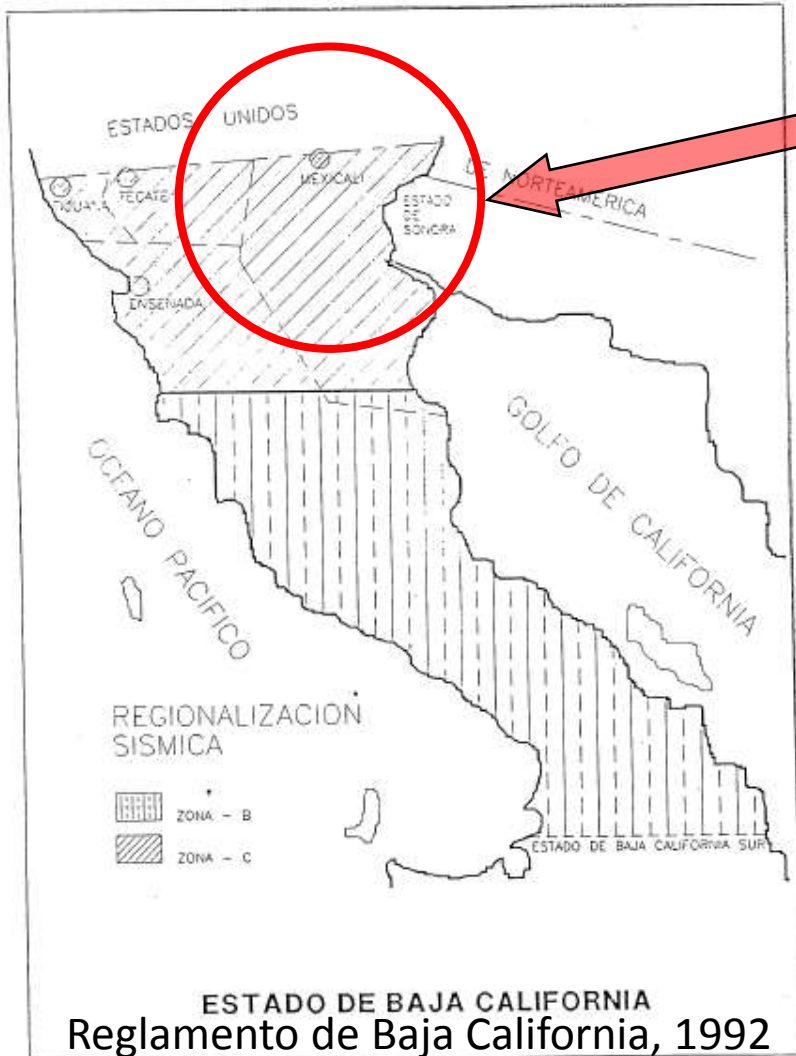 ESTADOS UNIDOS
DE NORTEAMERICA
MEXICALI
TECATE
TIJUANA
ESTADO
DE
SONORA
ENSEÑADA
GOLFO DE CALIFORNIA
OCEANO PACIFICO
REGIONALIZACION
SISMICA
ZONA - B
ZONA - C
ESTADO DE BAJA CALIFORNIA SUR
ESTADO DE BAJA CALIFORNIA
Reglamento de Baja California, 1992